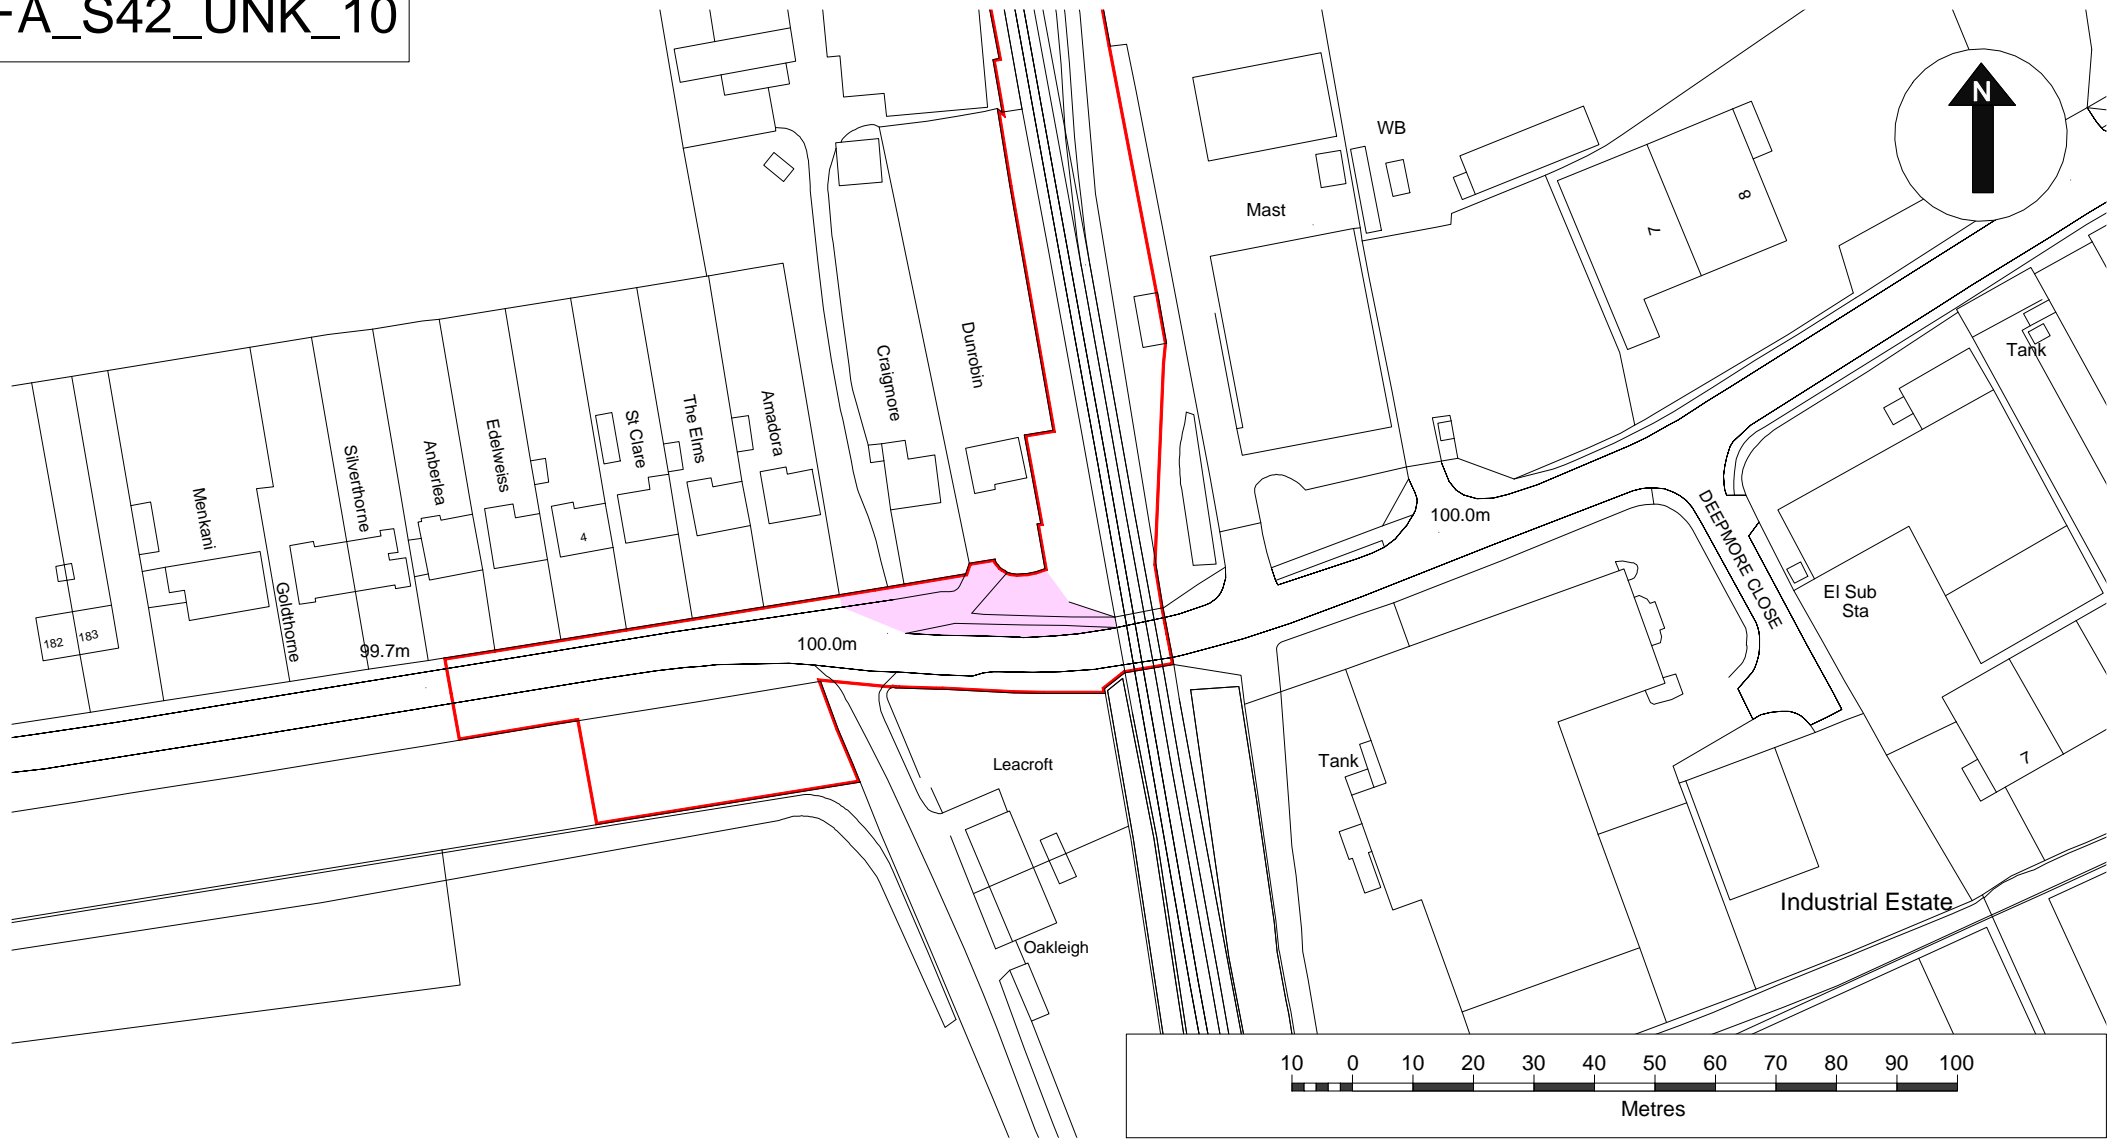 FA_S42_UNK_10
N
WB
Mast
7
8
Tank
Dunrobin
Craigmore
Amadora
The Elms
St Clare
Edelweiss
Anberlea
Silverthorne
Menkani
4
Goldthorne
182
183
99.7m
100.0m
100.0m
DEEPMORE CLOSE
El Sub
Sta
Leacroft
Tank
7
Oakleigh
Industrial Estate
10 0 10 20 30 40 50 60 70 80 90 100
Metres